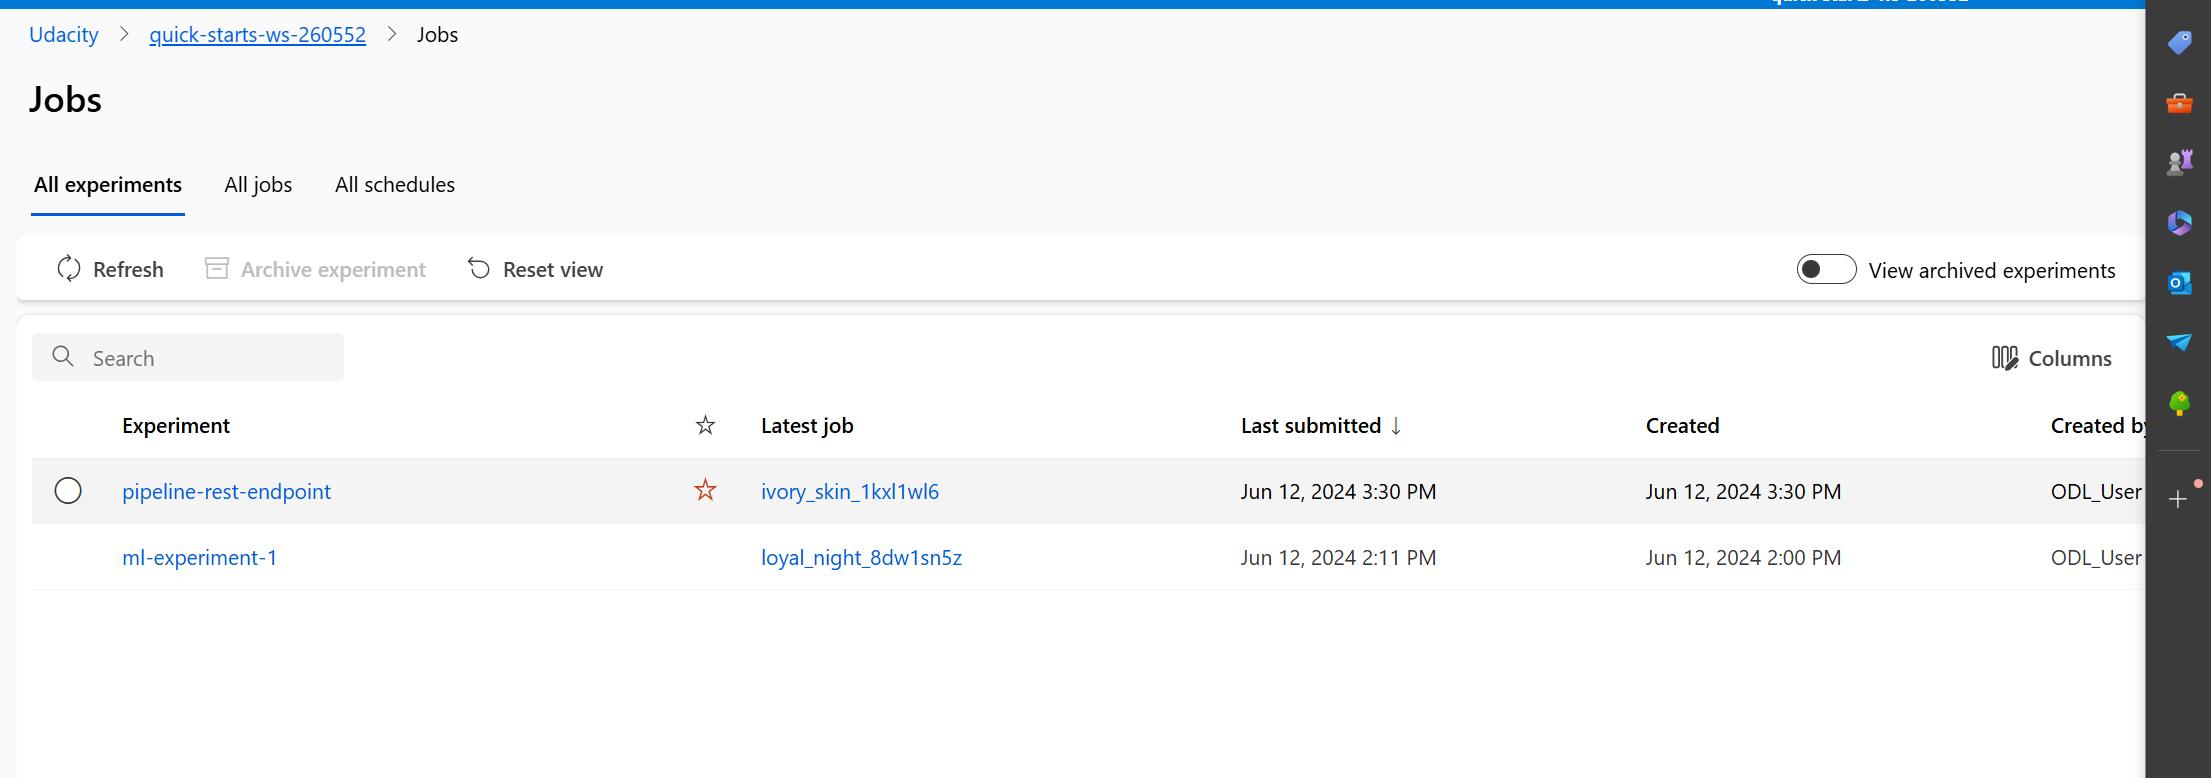 Udacity > quick-starts-ws-260552 > Jobs
Jobs
All experiments All jobs All schedules
Refresh Archive experiment Reset view View archived experiments
Search Columns
Experiment Latest job Last submitted ↓ Created Created by
pipeline-rest-endpoint ivory_skin_1kxl1wl6 Jun 12, 2024 3:30 PM Jun 12, 2024 3:30 PM ODL_User
ml-experiment-1 loyal_night_8dw1sn5z Jun 12, 2024 2:11 PM Jun 12, 2024 2:00 PM ODL_User